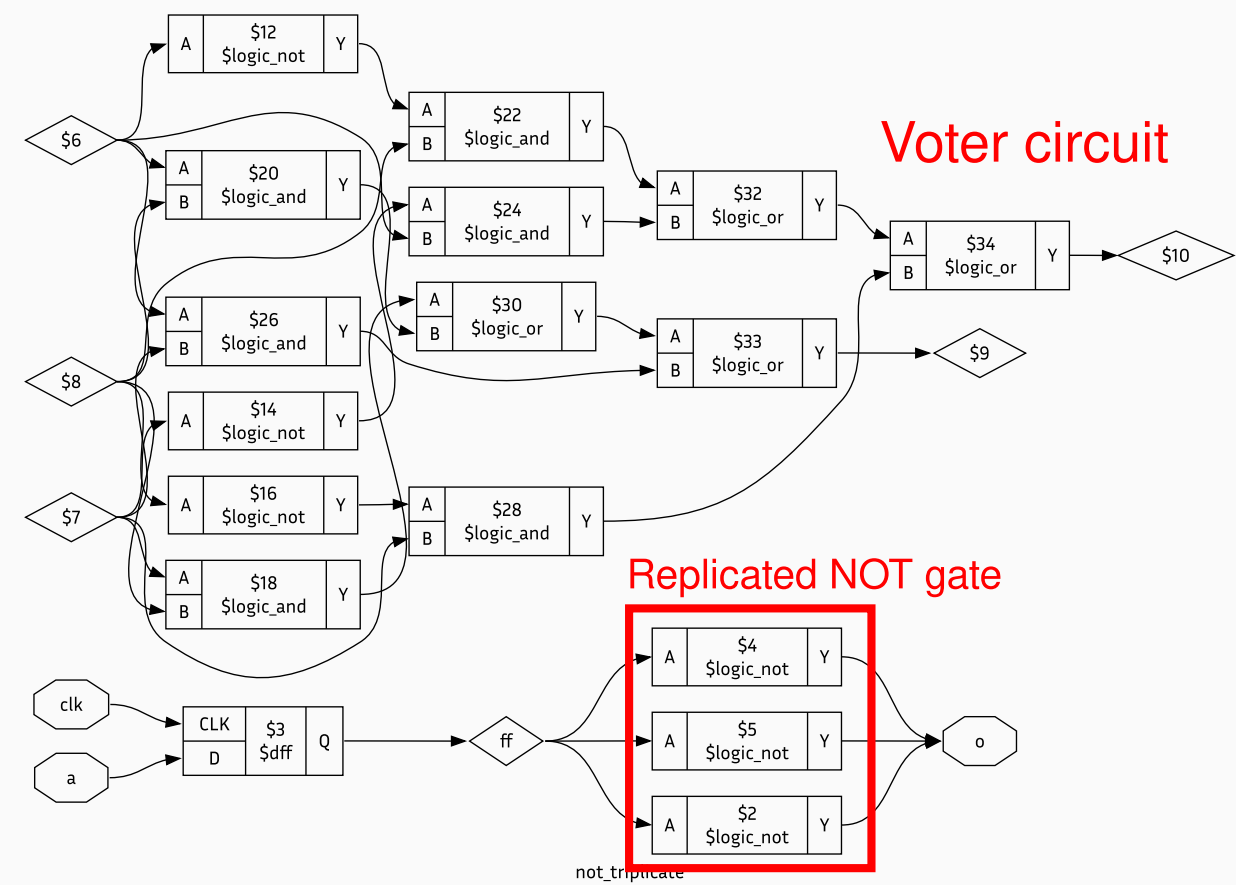 $12
A
$logic_not
Y
$6
A
B
$20
$logic_and
Y
A
B
$22
$logic_and
Y
Voter circuit
A
B
$24
$logic_and
Y
A
B
$32
$logic_or
Y
A
B
$34
$logic_or
Y
$10
A
B
$26
$logic_and
Y
A
B
$30
$logic_or
Y
A
B
$33
$logic_or
Y
$9
$8
A
$14
$logic_not
Y
A
$16
$logic_not
Y
$7
A
B
$28
$logic_and
Y
A
B
$18
$logic_and
Y
Replicated NOT gate
A
$4
$logic_not
Y
clk
a
CLK
D
$3
$dff
Q
ff
A
$5
$logic_not
Y
o
A
$2
$logic_not
Y
not_triplicate